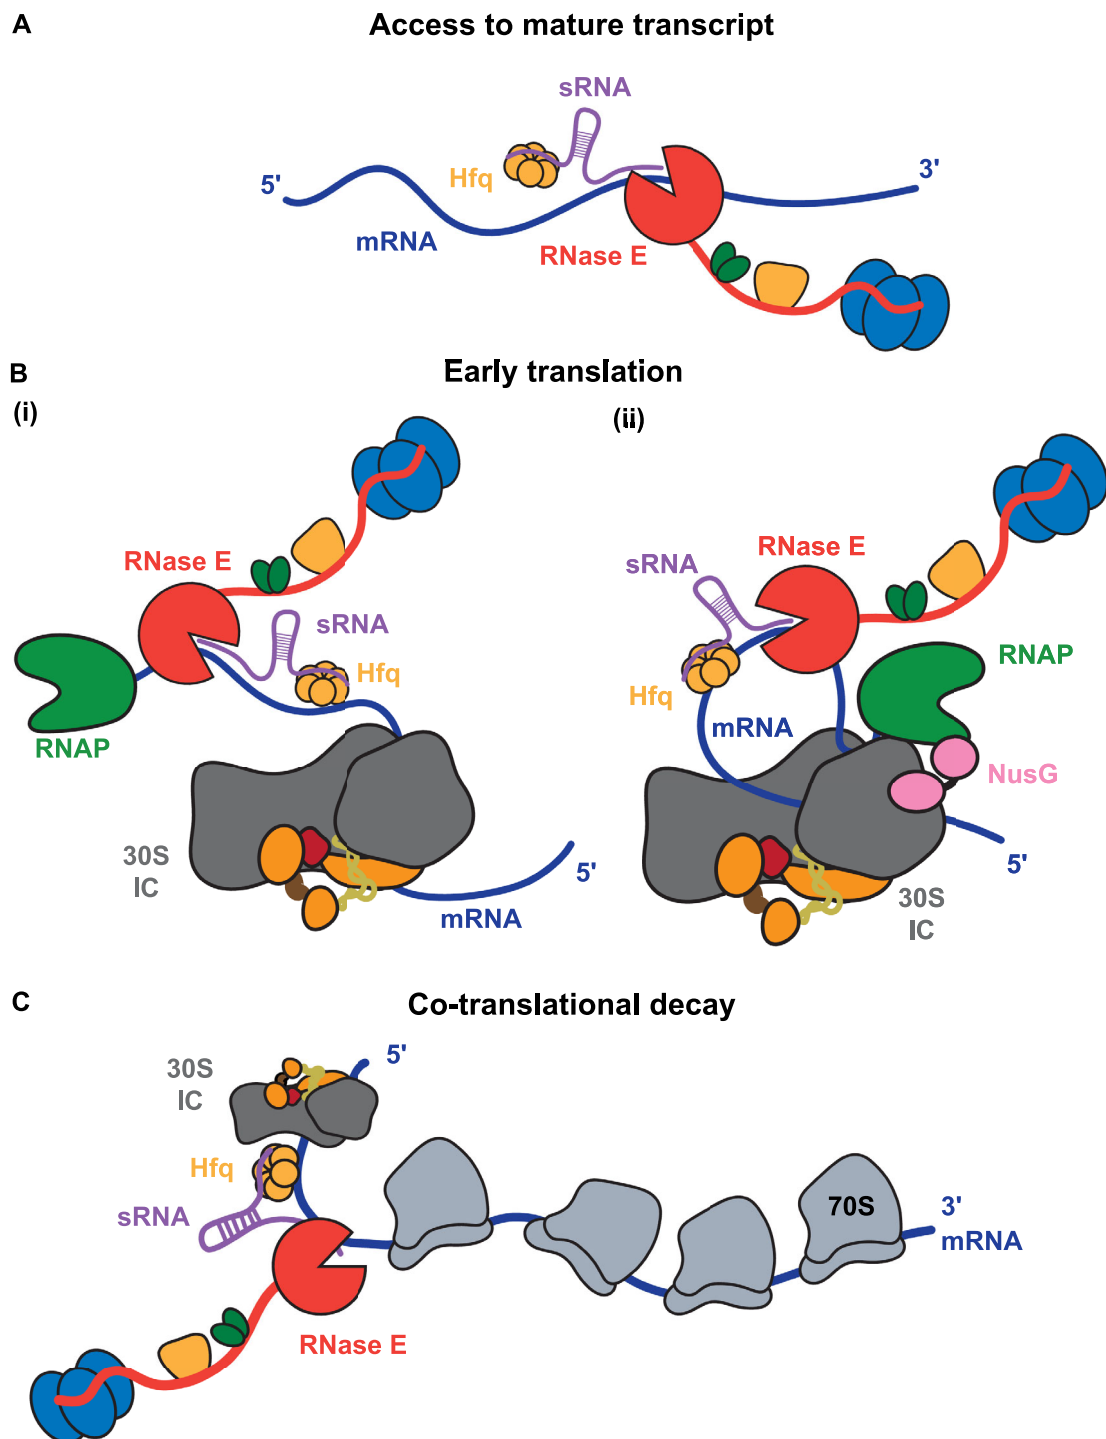 A
Access to mature transcript
sRNA
Hfq
5'
3'
mRNA
RNase E
B
Early translation
(i)
(ii)
RNase E
sRNA
Hfq
RNAP
30S
IC
5'
mRNA
RNase E
sRNA
RNAP
Hfq
mRNA
NusG
5'
30S
IC
C
Co-translational decay
5'
30S
IC
Hfq
sRNA
70S
3'
mRNA
RNase E